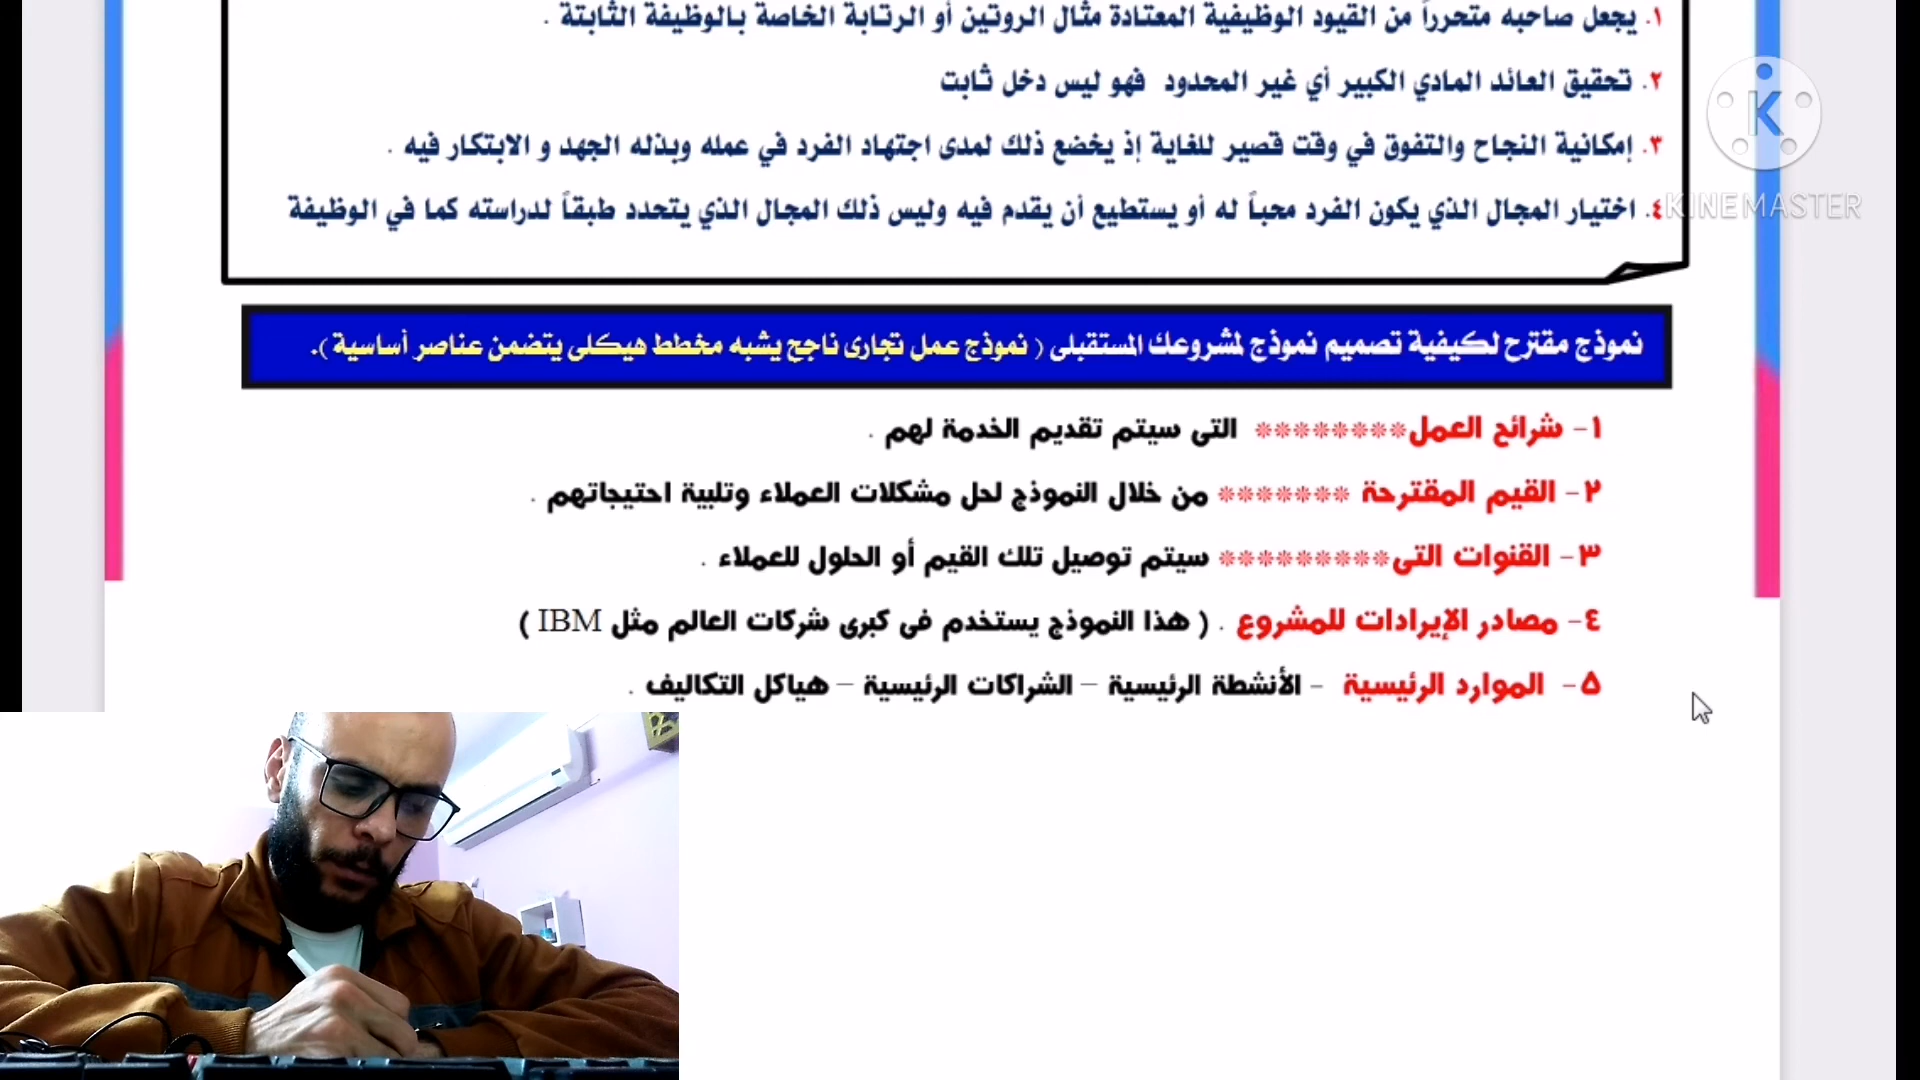 ١. يجعل صاحبه متحرراً من القيود الوظيفية المعتادة مثال الروتين أو الرتابة الخاصة بالوظيفة الثابتة .
٢. تحقيق العائد المادي الكبير أي غير المحدود فهو ليس دخل ثابت
٣. إمكانية النجاح والتفوق في وقت قصير للغاية إذ يخضع ذلك لمدى اجتهاد الفرد في عمله وبذله الجهد و الابتكار فيه .
٤. اختيار المجال الذي يكون الفرد محباً له أو يستطيع أن يقدم فيه وليس ذلك المجال الذي يتحدد طبقاً لدراسته كما في الوظيفة
K
KINEMASTER
نموذج مقترح لكيفية تصميم نموذج لمشروعك المستقبلى ( نموذج عمل تجارى ناجح يشبه مخطط هيكلى يتضمن عناصر أساسية ).
١- شرائح العمل******** التى سيتم تقديم الخدمة لهم .
٢- القيم المقترحة ******* من خلال النموذج لحل مشكلات العملاء وتلبية احتيجاتهم .
٣- القنوات التى********* سيتم توصيل تلك القيم أو الحلول للعملاء .
٤- مصادر الإيرادات للمشروع . ( هذا النموذج يستخدم فى كبرى شركات العالم مثل IBM )
٥- الموارد الرئيسية - الأنشطة الرئيسية – الشراكات الرئيسية – هياكل التكاليف .